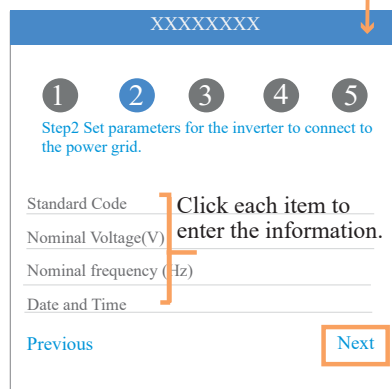 XXXXXXXX
1 2 3 4 5
Step2 Set parameters for the inverter to connect to
the power grid.
Standard Code
Click each item to
enter the information.
Nominal Voltage(V)
Nominal frequency (Hz)
Date and Time
Previous
Next